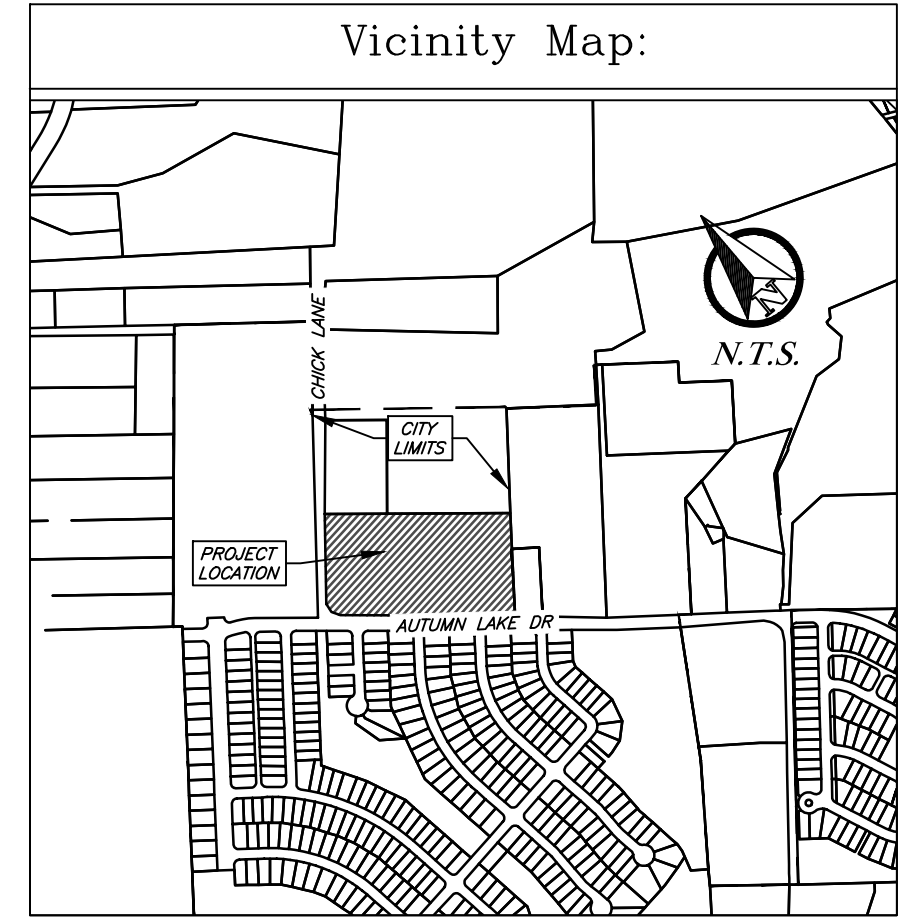 Vicinity Map:
N
N.T.S.
CHICK LANE
CITY
LIMITS
PROJECT
LOCATION
AUTUMN LAKE DR